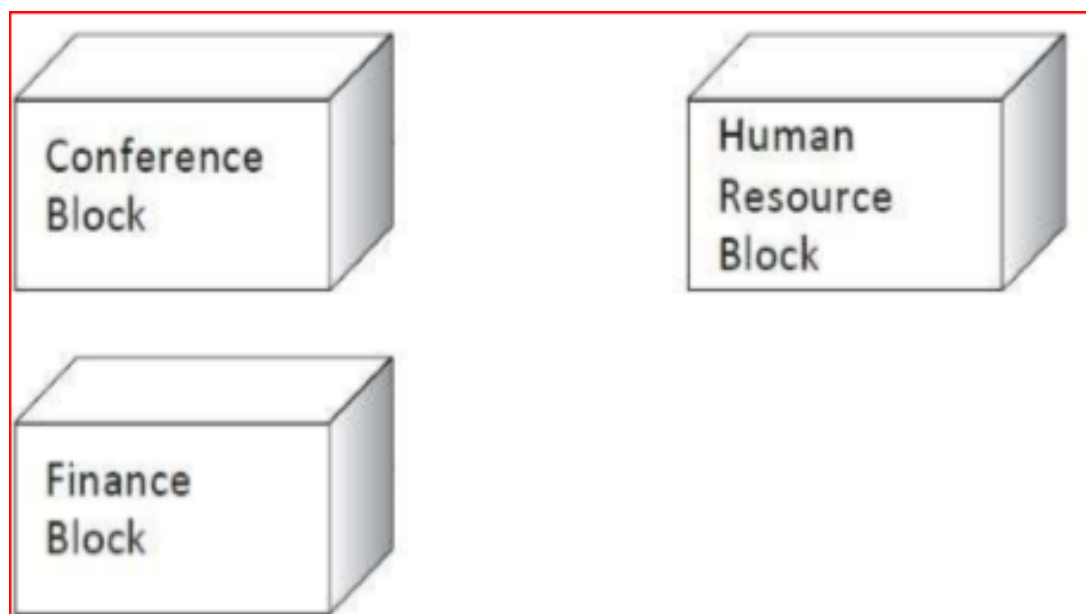 Conference
Block
Human
Resource
Block
Finance
Block